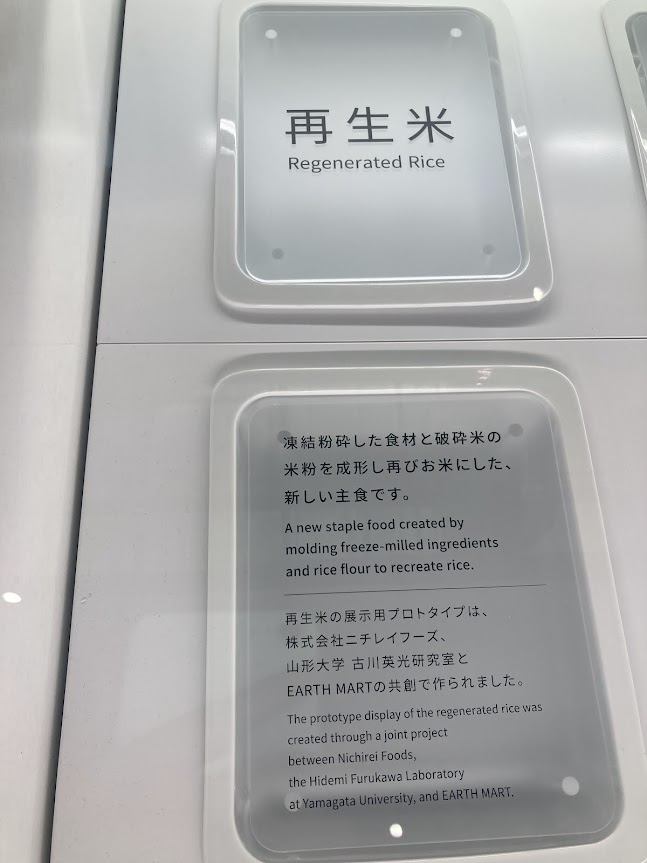 再生米
Regenerated Rice
凍結粉砕した食材と破砕米の
米粉を成形し再びお米にした、
新しい主食です。
A new staple food created by
molding freeze-milled ingredients
and rice flour to recreate rice.
再生米の展示用プロトタイプは、
株式会社ニチレイフーズ、
山形大学 古川英光研究室と
EARTH MARTの共創で作られました。
The prototype display of the regenerated rice was
created through a joint project
between Nichirei Foods,
the Hidemi Furukawa Laboratory
at Yamagata University, and EARTH MART.